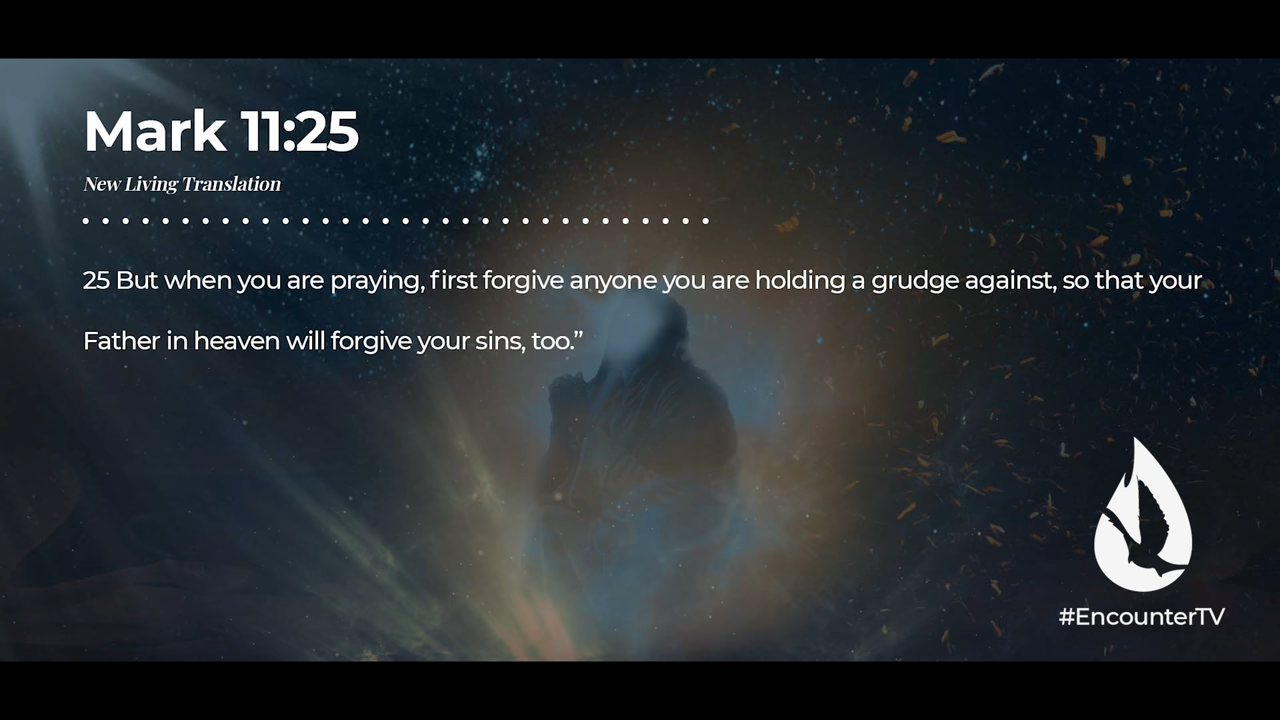 Mark 11:25
New Living Translation
25 But when you are praying, first forgive anyone you are holding a grudge against, so that your
Father in heaven will forgive your sins, too.”
#EncounterTV